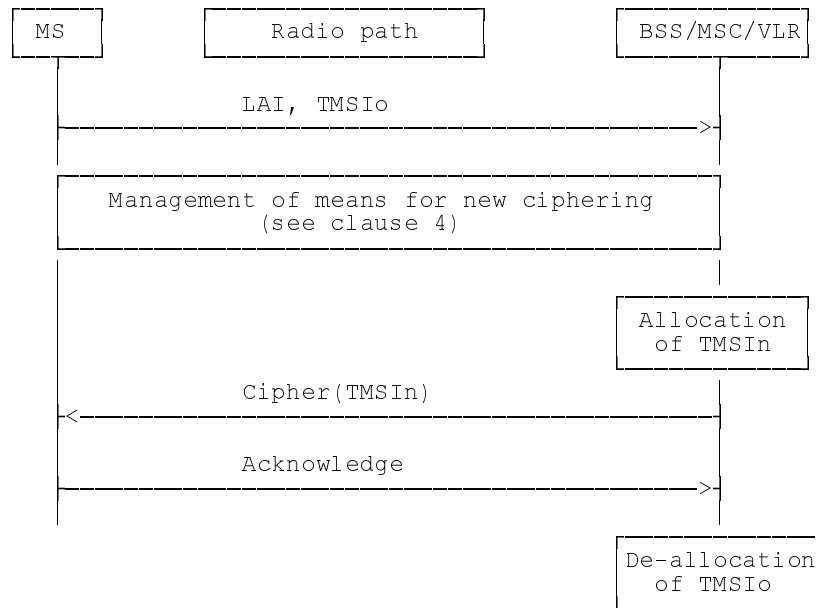 MS Radio path BSS/MSC/VLR
LAI, TMSIo
Management of means for new ciphering
(see clause 4)
Allocation
of TMSIn
Cipher(TMSIn)
Acknowledge
De-allocation
of TMSIo